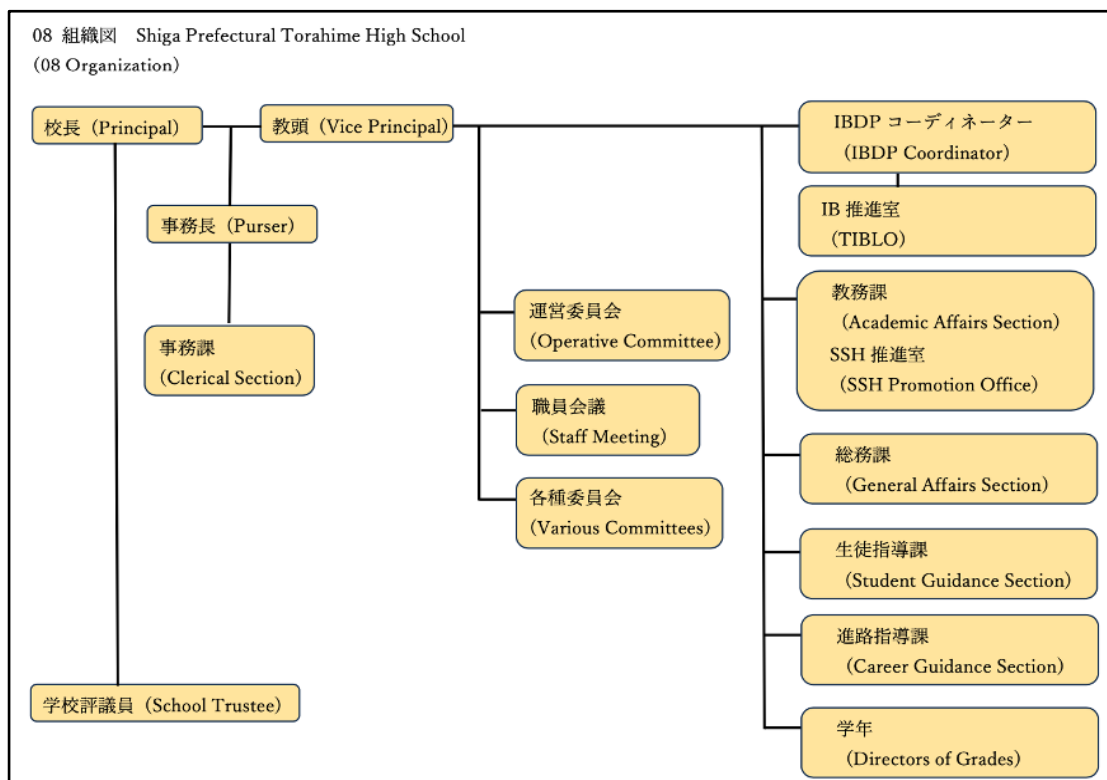 08 組織図　Shiga Prefectural Torahime High School
(08 Organization)
校長（Principal）
教頭（Vice Principal）
IBDP コーディネーター
（IBDP Coordinator）
IB 推進室
（TIBLO）
事務長（Purser）
事務課
(Clerical Section）
運営委員会
（Operative Committee）
職員会議
（Staff Meeting）
各種委員会
（Various Committees）
教務課
（Academic Affairs Section）
SSH 推進室
（SSH Promotion Office）
総務課
（General Affairs Section）
生徒指導課
（Student Guidance Section）
進路指導課
（Career Guidance Section）
学校評議員（School Trustee）
学年
（Directors of Grades）